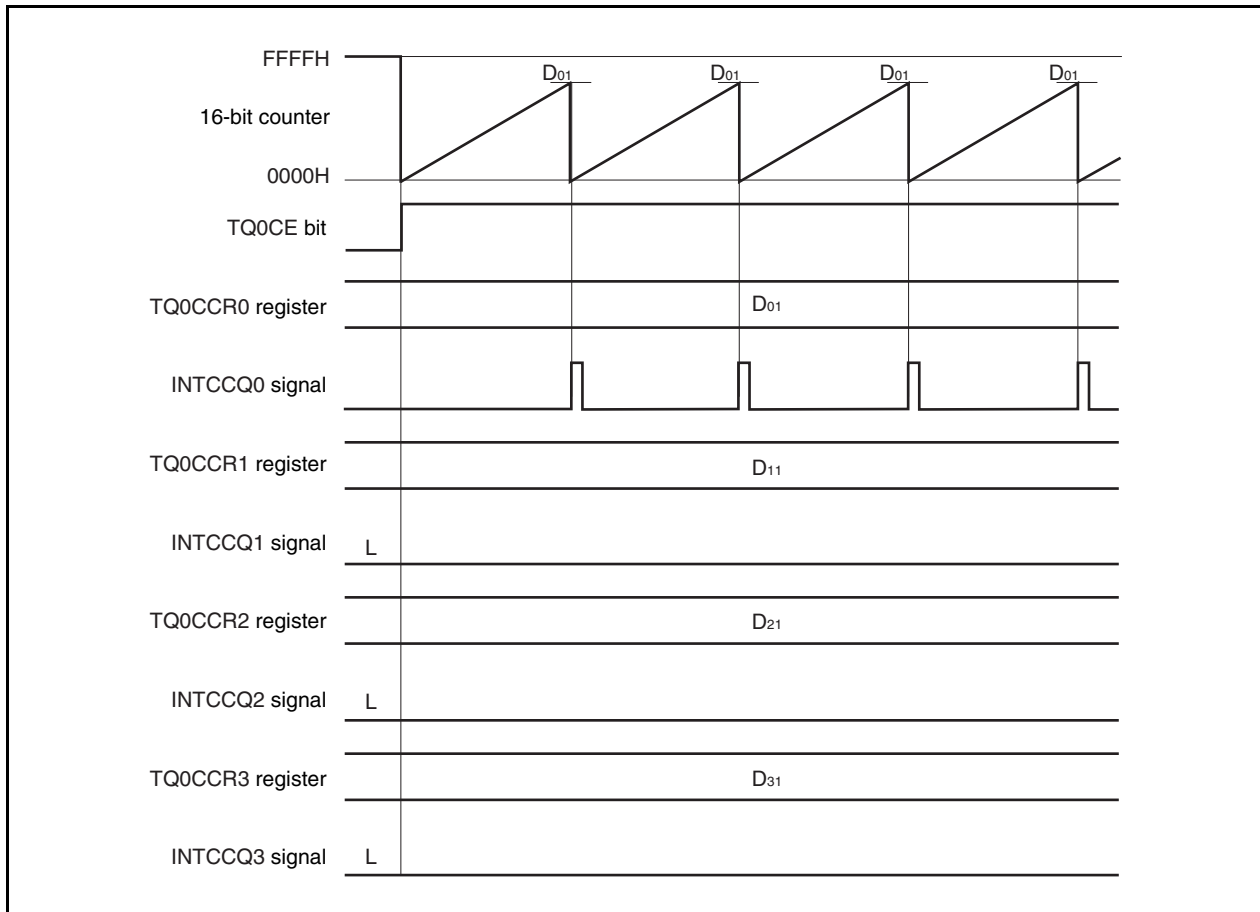 FFFFH
D01 D01 D01 D01
16-bit counter
0000H
TQ0CE bit
TQ0CCR0 register D01
INTCCQ0 signal
TQ0CCR1 register D11
INTCCQ1 signal L
TQ0CCR2 register D21
INTCCQ2 signal L
TQ0CCR3 register D31
INTCCQ3 signal L